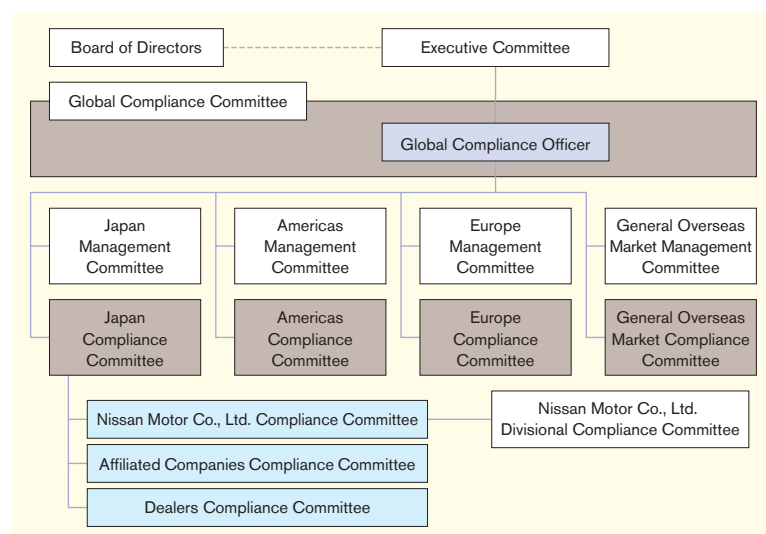 Board of Directors
Executive Committee
Global Compliance Committee
Global Compliance Officer
Japan
Management
Committee
Americas
Management
Committee
Europe
Management
Committee
General Overseas
Market Management
Committee
Japan
Compliance
Committee
Americas
Compliance
Committee
Europe
Compliance
Committee
General Overseas
Market Compliance
Committee
Nissan Motor Co., Ltd. Compliance Committee
Nissan Motor Co., Ltd.
Divisional Compliance Committee
Affiliated Companies Compliance Committee
Dealers Compliance Committee